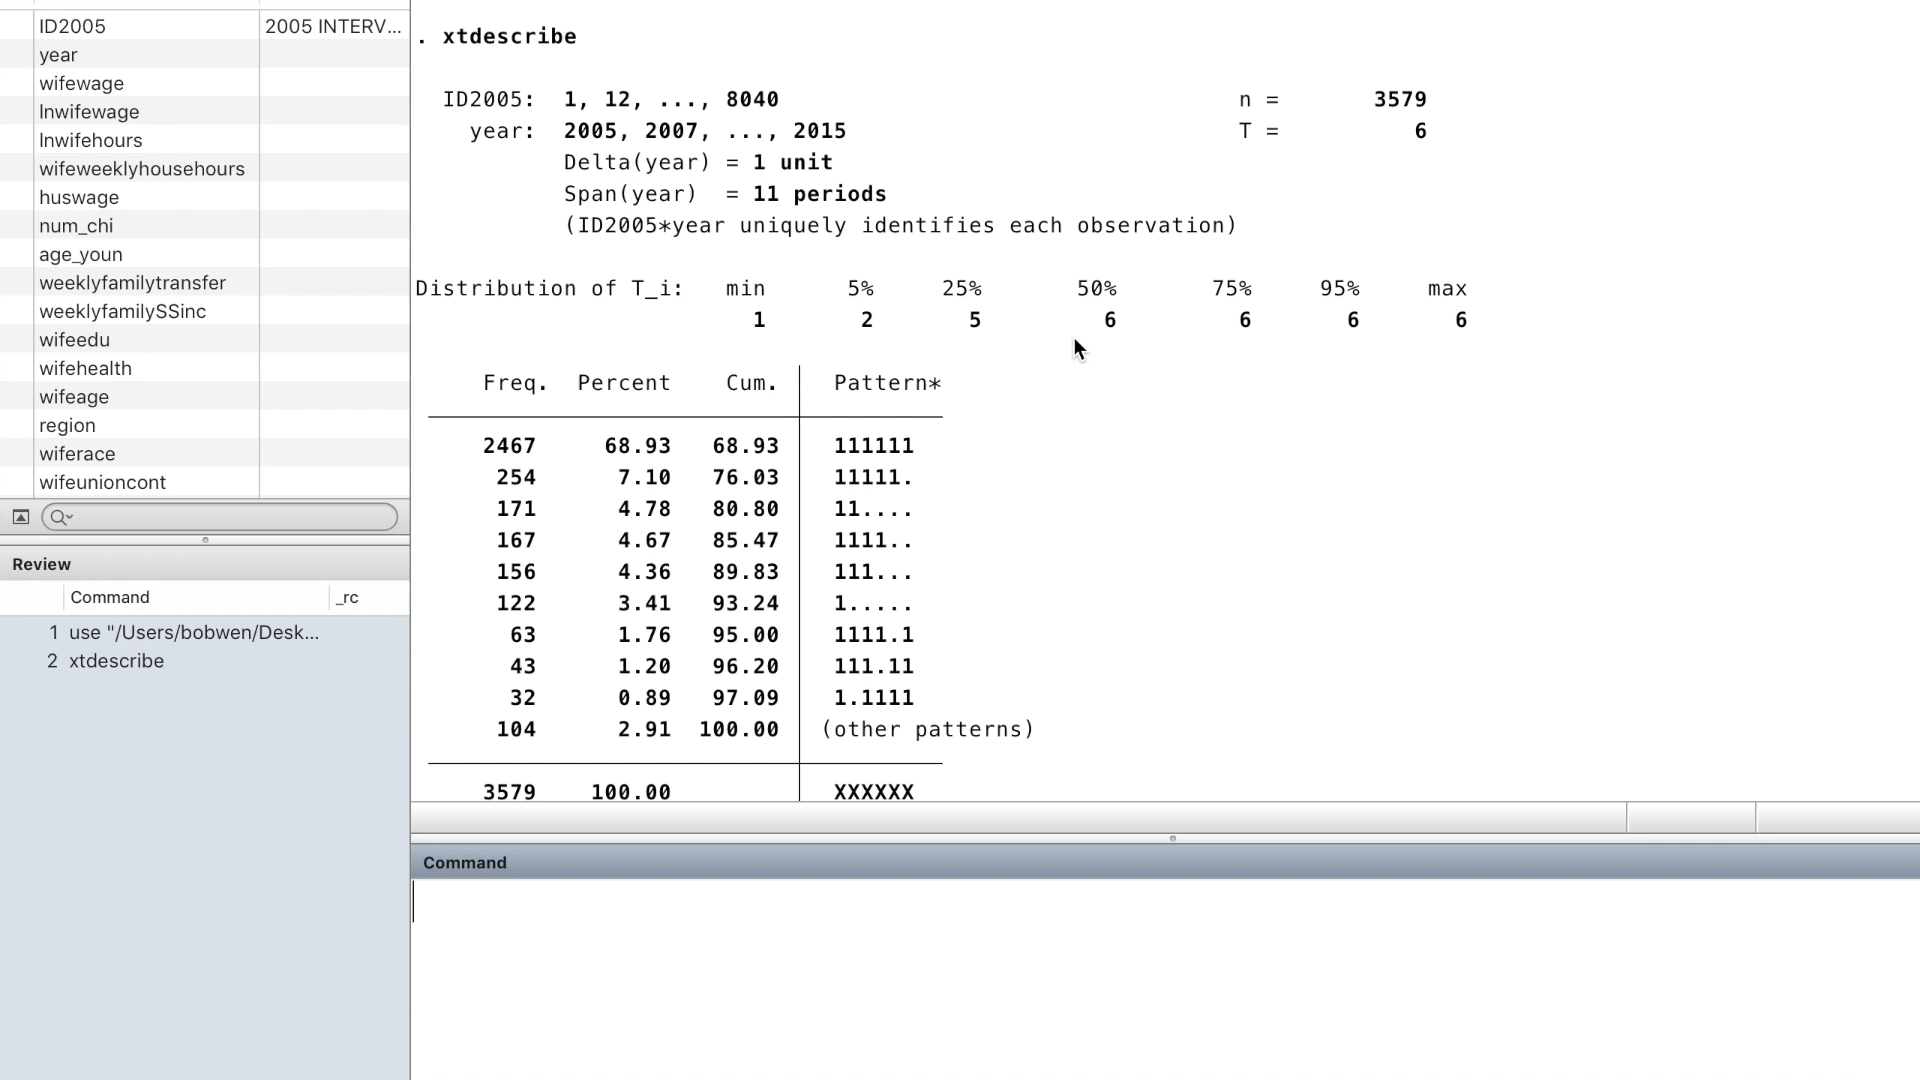 ID2005 2005 INTERV...
year
wifewage
lnwifewage
lnwifehours
wifeweeklyhousehours
huswage
num_chi
age_youn
weeklyfamilytransfer
weeklyfamilySSinc
wifeedu
wifehealth
wifeage
region
wiferace
wifeunioncont
Review
Command _rc
1 use "/Users/bobwen/Desk...
2 xtdescribe
. xtdescribe
ID2005: 1, 12, ..., 8040 n = 3579
year: 2005, 2007, ..., 2015 T = 6
Delta(year) = 1 unit
Span(year) = 11 periods
(ID2005*year uniquely identifies each observation)
Distribution of T_i: min 5% 25% 50% 75% 95% max
1 2 5 6 6 6 6
Freq. Percent Cum. Pattern*
2467 68.93 68.93 111111
254 7.10 76.03 11111.
171 4.78 80.80 11....
167 4.67 85.47 1111..
156 4.36 89.83 111...
122 3.41 93.24 1.....
63 1.76 95.00 1111.1
43 1.20 96.20 111.11
32 0.89 97.09 1.1111
104 2.91 100.00 (other patterns)
3579 100.00 XXXXXX
Command